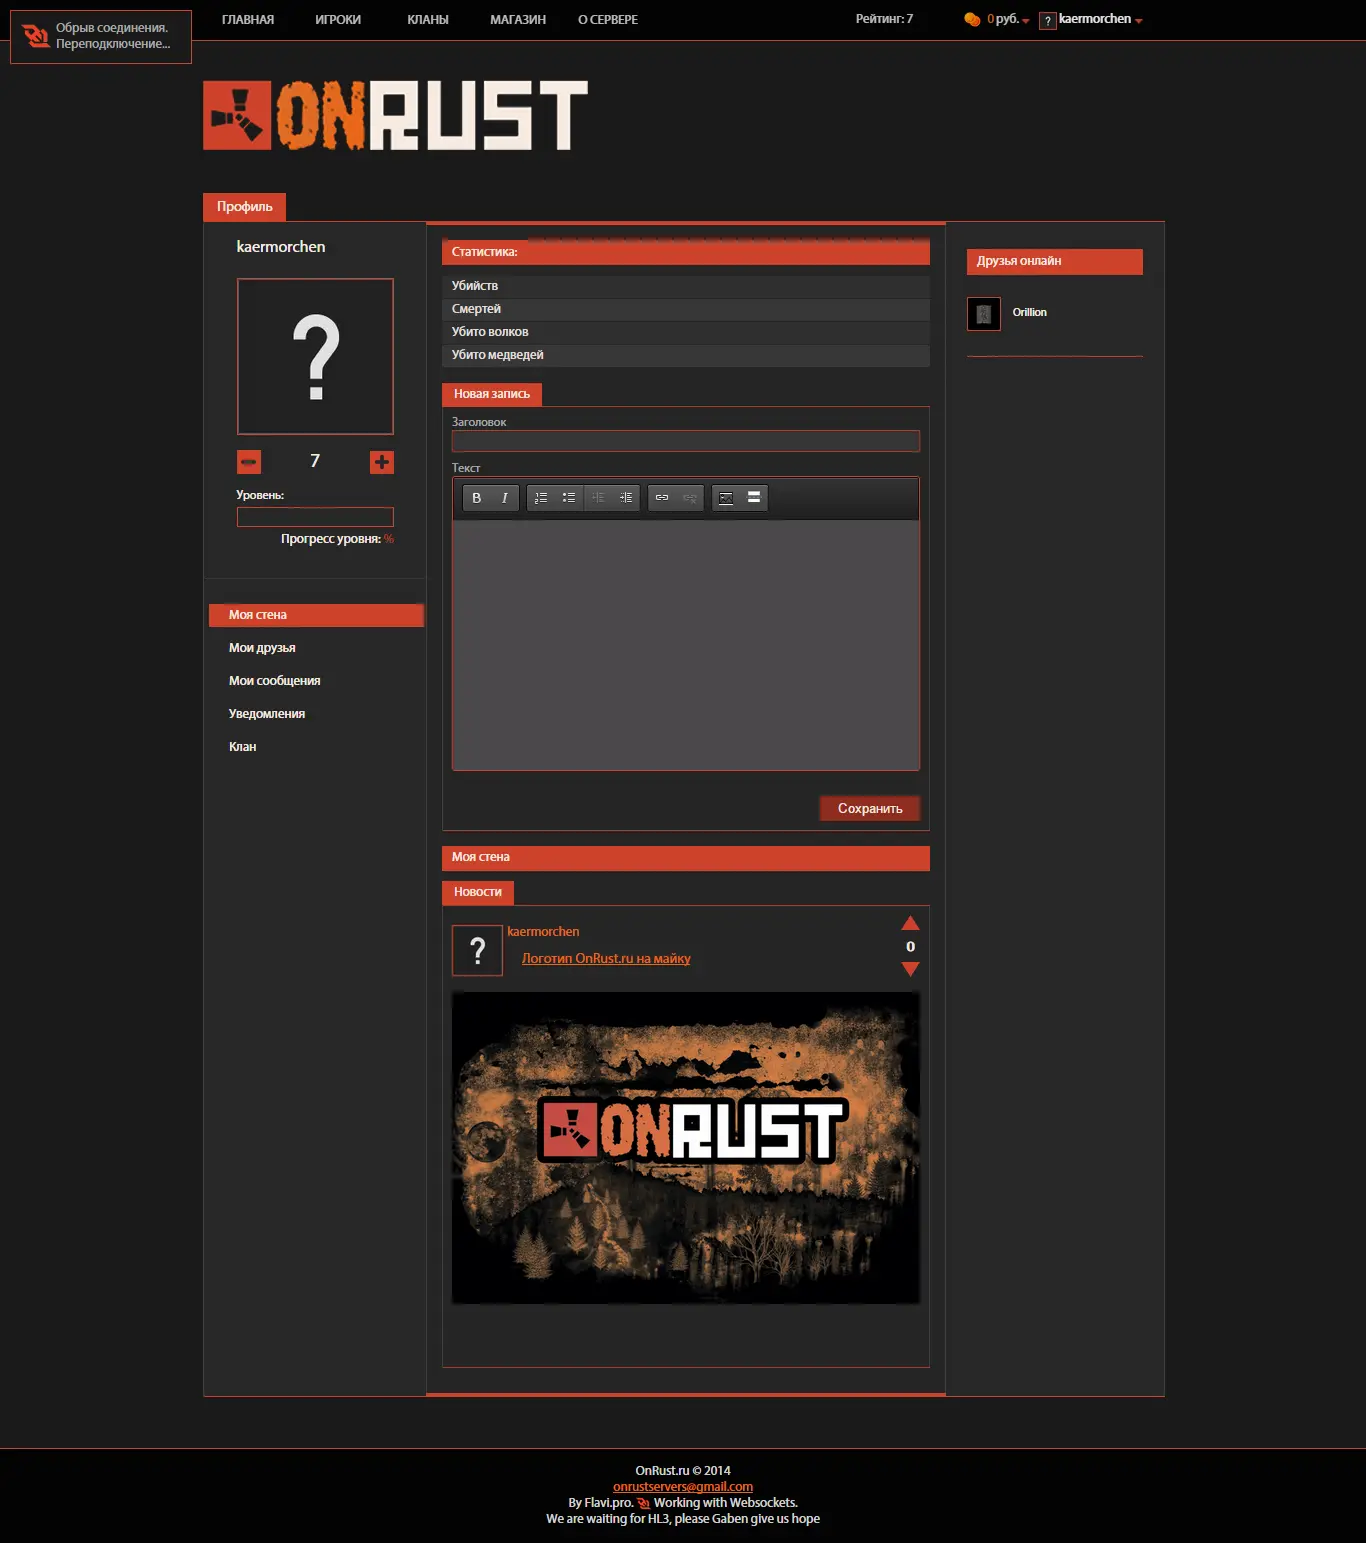 Обрыв соединения.
Переподключение...
ГЛАВНАЯ ИГРОКИ КЛАНЫ МАГАЗИН О СЕРВЕРЕ Рейтинг: 7 0 руб. ? kaermorchen
ONRUST
Профиль
kaermorchen
?
7
Уровень:
Прогресс уровня: %
Моя стена
Мои друзья
Мои сообщения
Уведомления
Клан
Статистика:
Убийств
Смертей
Убито волков
Убито медведей
Новая запись
Заголовок
Текст
B I
Сохранить
Моя стена
Новости
?
kaermorchen
Логотип OnRust.ru на майку
0
ONRUST
Друзья онлайн
Orillion
OnRust.ru © 2014
onrustservers@gmail.com
By Flavi.pro. Working with Websockets.
We are waiting for HL3, please Gaben give us hope